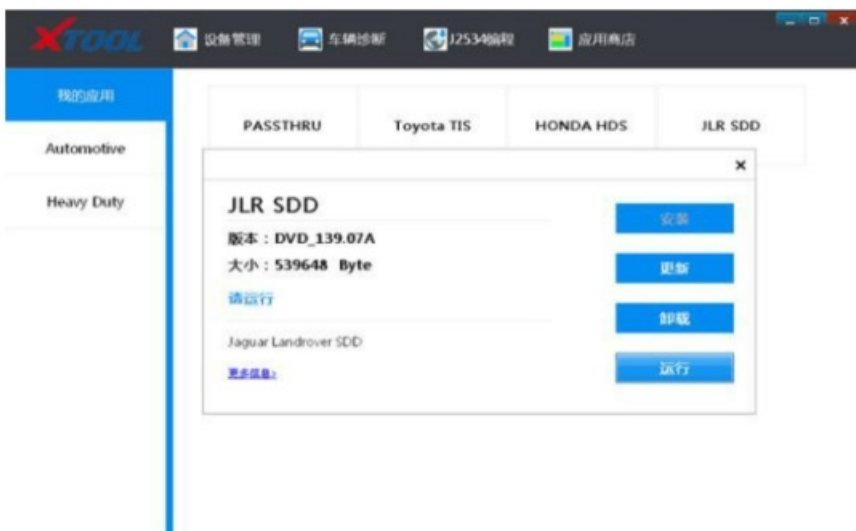 XTOOL
设备管理
车辆诊断
J2534编程
应用商店
我的应用
Automotive
Heavy Duty
PASSTHRU
Toyota TIS
HONDA HDS
JLR SDD
JLR SDD
版本：DVD_139.07A
大小：539648 Byte
请运行
Jaguar Landrover SDD
更多信息>
安装
更新
卸载
运行